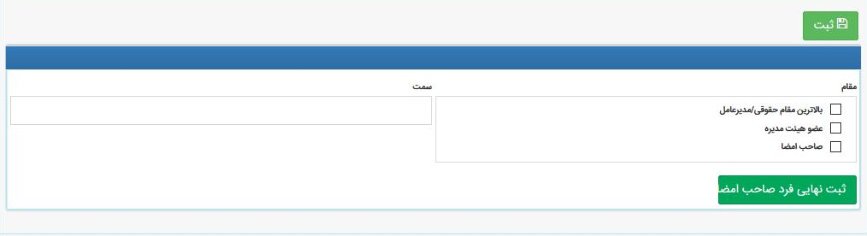 ثبت
مقام
سمت
بالاترین مقام حقوقی/مدیرعامل
عضو هیئت مدیره
صاحب امضا
ثبت نهایی فرد صاحب امضا